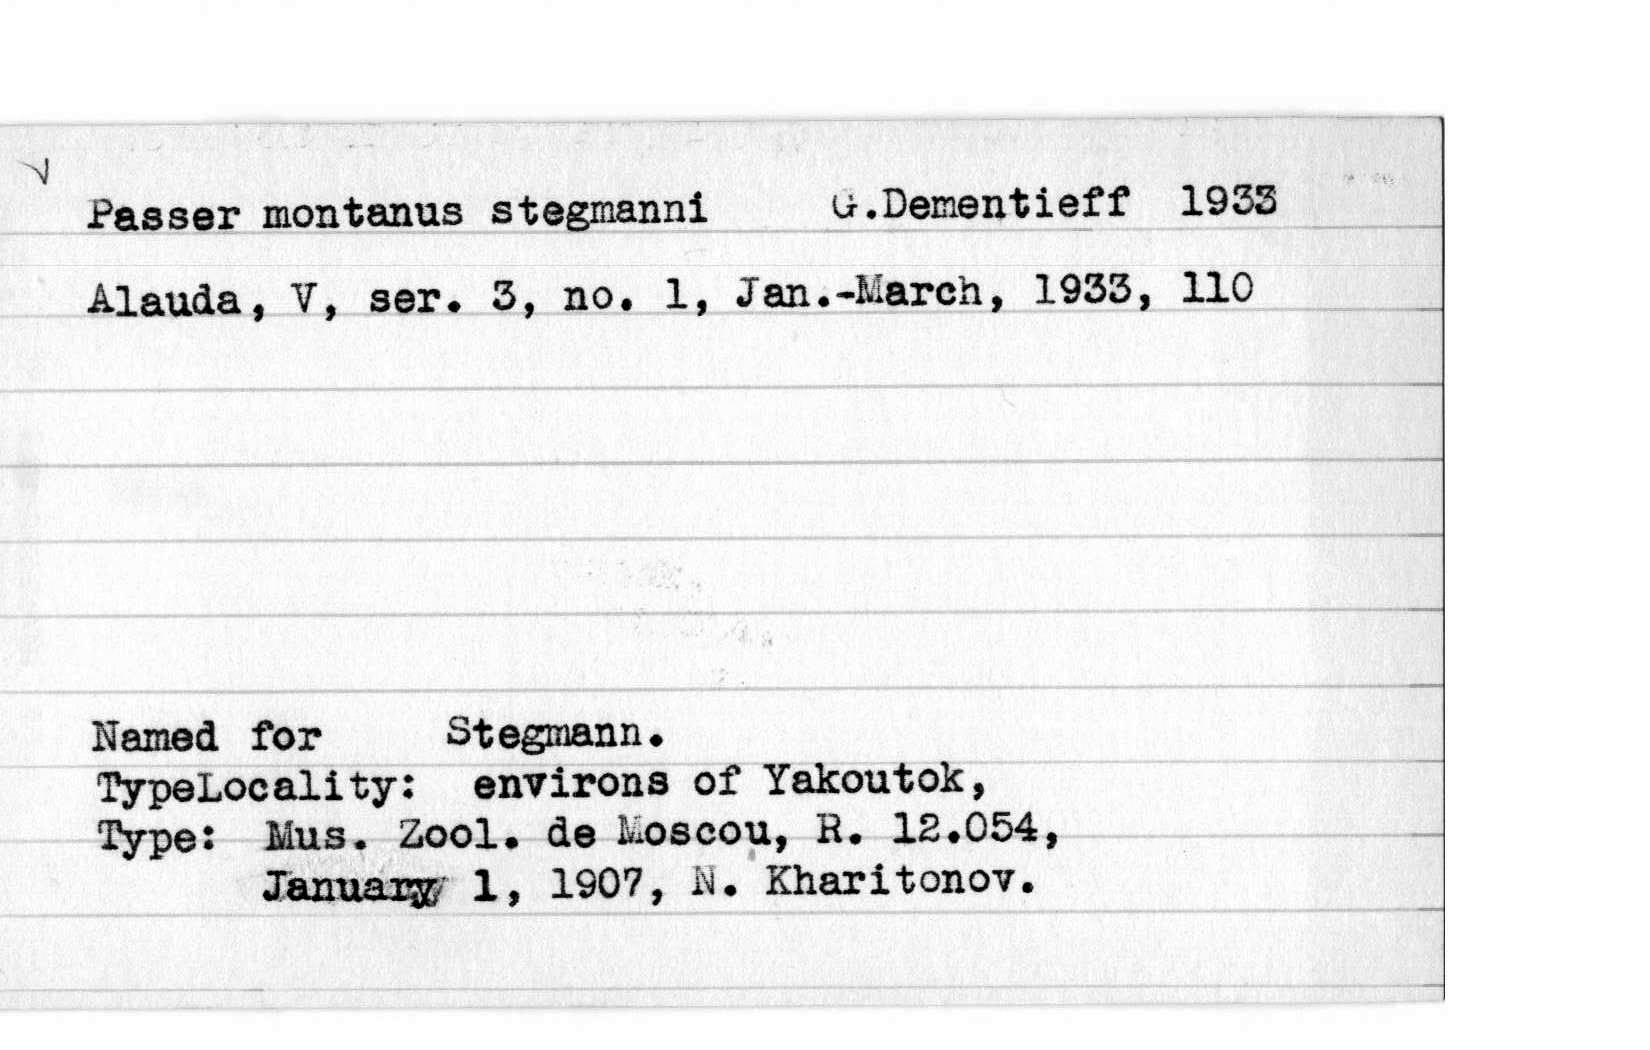 Passer montanus stegmanni G.Dementieff 1933
Alauda, V, ser. 3, no. 1, Jan.-March, 1933, 110
Named for Stegmann.
TypeLocality: environs of Yakoutok,
Type: Mus. Zool. de Moscou, R. 12.054,
January 1, 1907, N. Kharitonov.